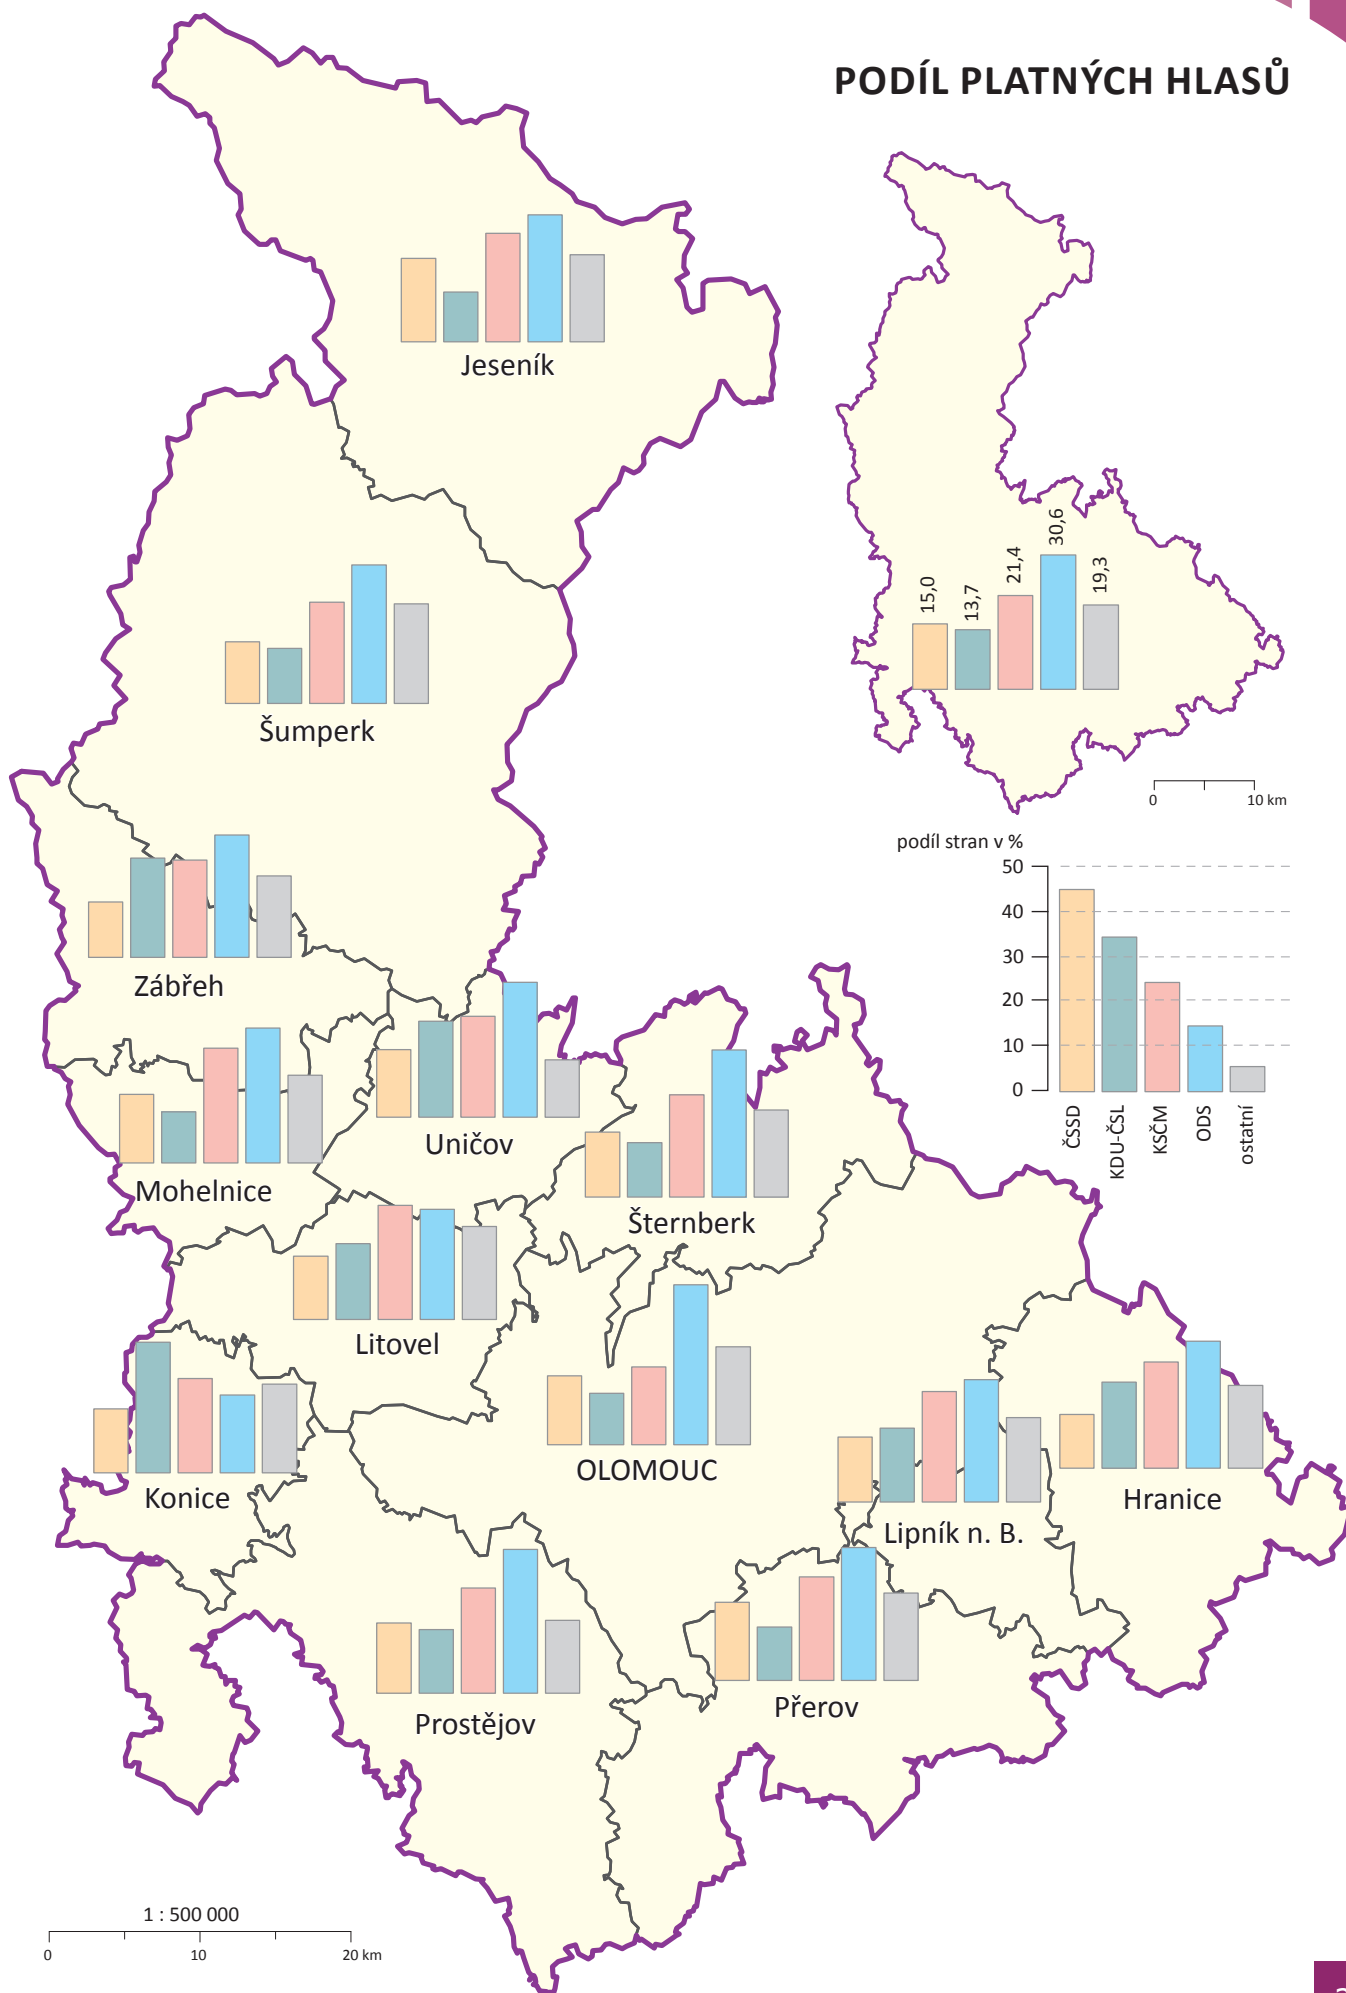 PODÍL PLATNÝCH HLASŮ
Jeseník
30,6
21,4
19,3
15,0
13,7
Šumperk
0 10 km
podíl stran v %
50
40
30
20
10
0
ČSSD
KDU-ČSL
KSČM
ODS
ostatní
Zábřeh
Uničov
Mohelnice
Šternberk
Litovel
OLOMOUC
Konice
Hranice
Lipník n. B.
Přerov
Prostějov
1 : 500 000
0 10 20 km